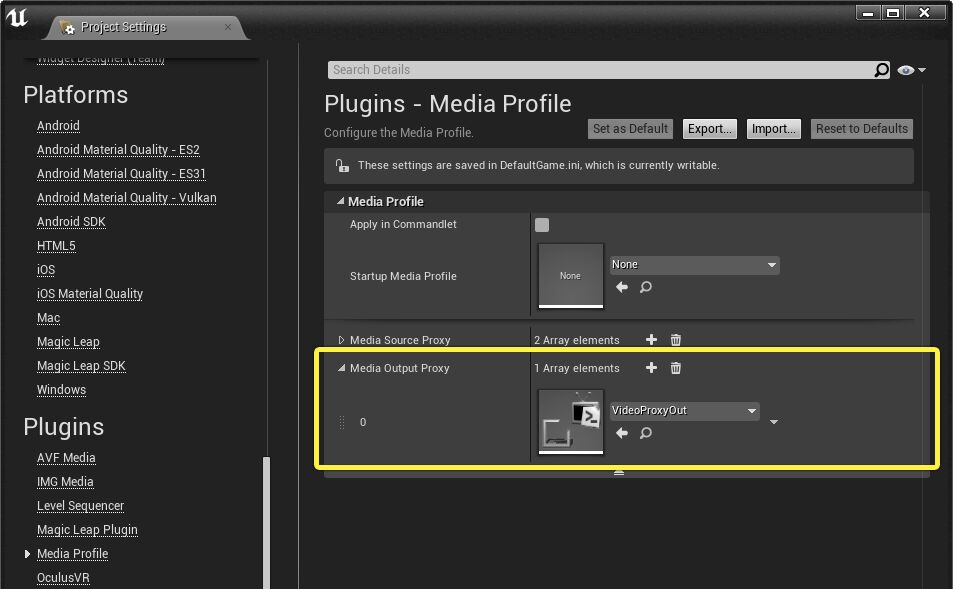 Project Settings
Widget Designer (Team)
Platforms
Android
Android Material Quality - ES2
Android Material Quality - ES31
Android Material Quality - Vulkan
Android SDK
HTML5
iOS
iOS Material Quality
Mac
Magic Leap
Magic Leap SDK
Windows
Plugins
AVF Media
IMG Media
Level Sequencer
Magic Leap Plugin
Media Profile
OculusVR
Search Details
Plugins - Media Profile
Configure the Media Profile.
Set as Default Export... Import... Reset to Defaults
These settings are saved in DefaultGame.ini, which is currently writable.
Media Profile
Apply in Commandlet
Startup Media Profile None None
Media Source Proxy 2 Array elements
Media Output Proxy 1 Array elements
0 VideoProxyOut